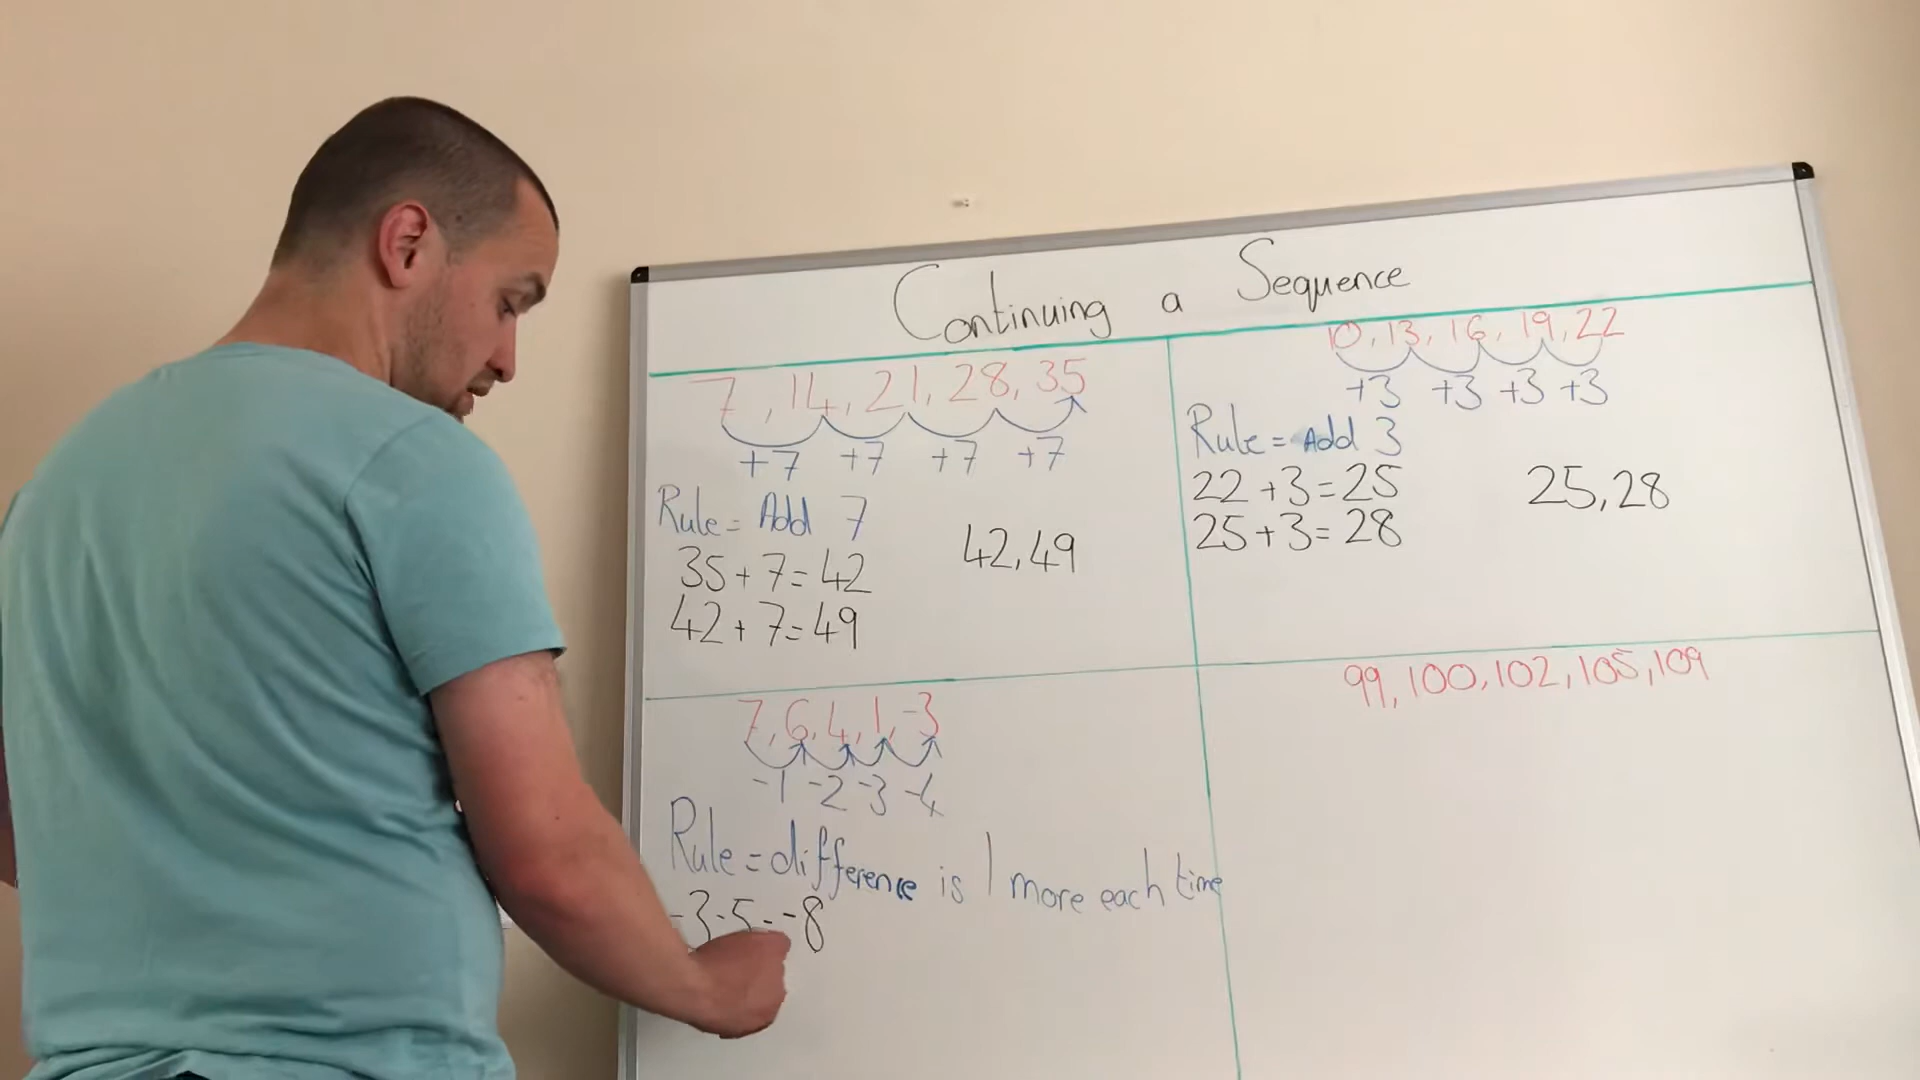 Continuing a Sequence
7, 14, 21, 28, 35
+7 +7 +7 +7
Rule = Add 7
35 + 7 = 42
42 + 7 = 49
42, 49
10, 13, 16, 19, 22
+3 +3 +3 +3
Rule = Add 3
22 + 3 = 25
25 + 3 = 28
25, 28
7, 6, 4, 1, -3
-1 -2 -3 -4
Rule = difference is 1 more each time
-3 - 5 = -8
99, 100, 102, 105, 109